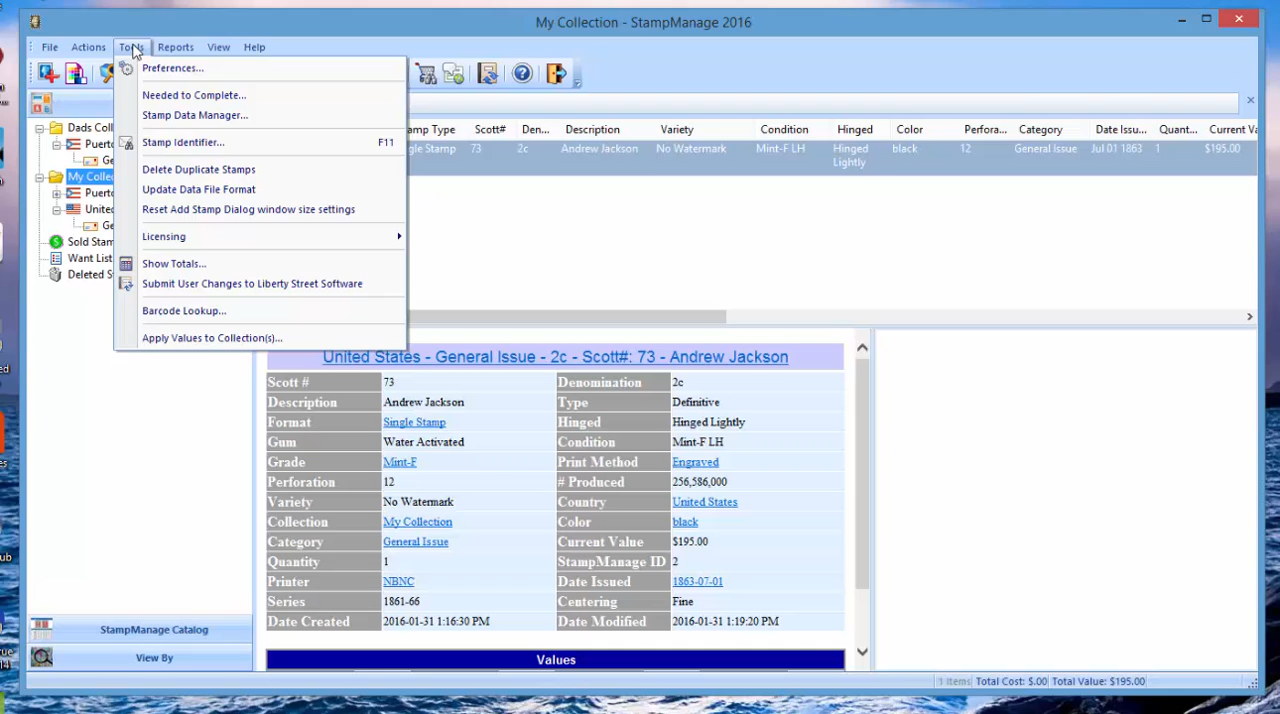 My Collection - StampManage 2016
File Actions Tools Reports View Help
Preferences...
Needed to Complete...
Stamp Data Manager...
Stamp Identifier... F11
Delete Duplicate Stamps
Update Data File Format
Reset Add Stamp Dialog window size settings
Licensing
Show Totals...
Submit User Changes to Liberty Street Software
Barcode Lookup...
Apply Values to Collection(s)...
Dads Coll
Puert
Ge
My Collec
Puert
United
Ge
Sold Stam
Want List
Deleted S
StampManage Catalog
View By
mp Type Scott# Den... Description Variety Condition Hinged Color Perfora... Category Date Issu... Quant... Current Va
gle Stamp 73 2c Andrew Jackson No Watermark Mint-F LH Hinged Lightly black 12 General Issue Jul 01 1863 1 $195.00
United States - General Issue - 2c - Scott#: 73 - Andrew Jackson
Scott # 73 Denomination 2c
Description Andrew Jackson Type Definitive
Format Single Stamp Hinged Hinged Lightly
Gum Water Activated Condition Mint-F LH
Grade Mint-F Print Method Engraved
Perforation 12 # Produced 256,586,000
Variety No Watermark Country United States
Collection My Collection Color black
Category General Issue Current Value $195.00
Quantity 1 StampManage ID 2
Printer NBNC Date Issued 1863-07-01
Series 1861-66 Centering Fine
Date Created 2016-01-31 1:16:30 PM Date Modified 2016-01-31 1:19:20 PM
Values
1 Items Total Cost: $.00 Total Value: $195.00